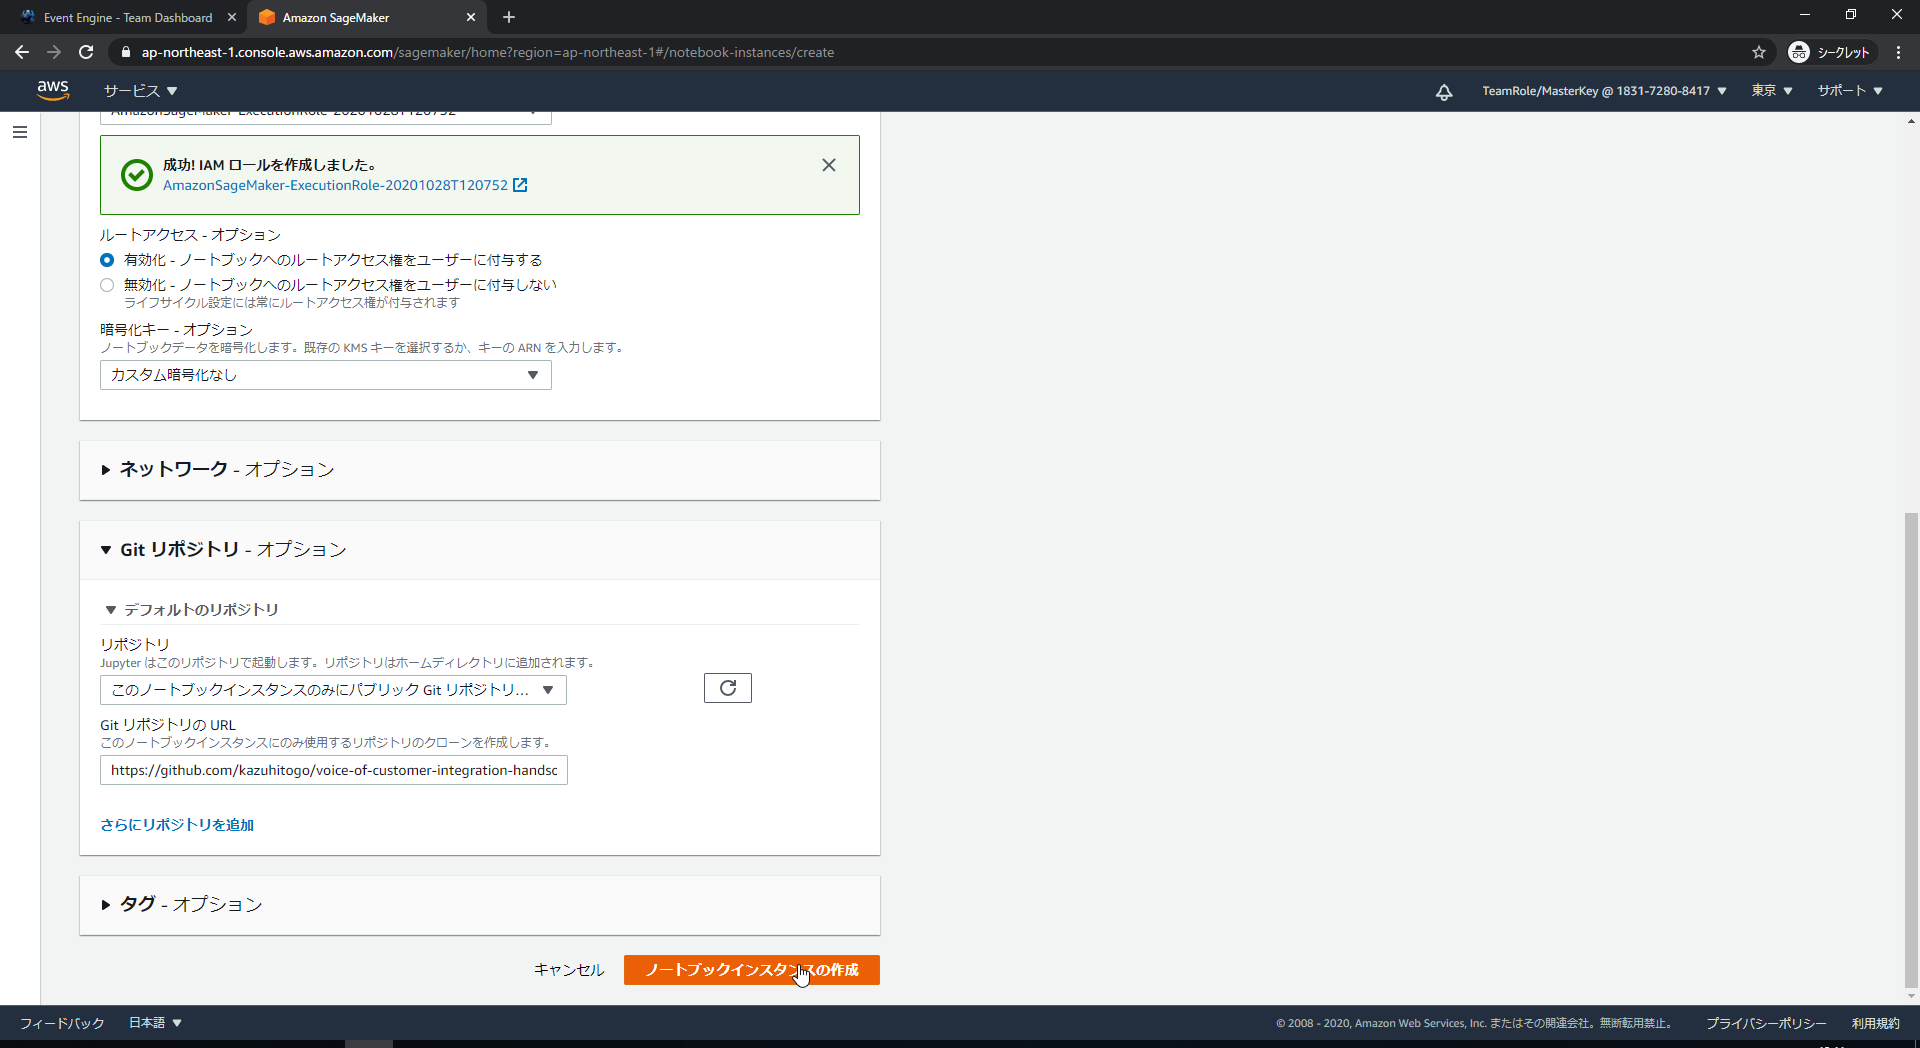 Event Engine - Team Dashboard
Amazon SageMaker
ap-northeast-1.console.aws.amazon.com/sagemaker/home?region=ap-northeast-1#/notebook-instances/create
シークレット
aws
サービス
TeamRole/MasterKey @ 1831-7280-8417
東京
サポート
AmazonSageMaker-ExecutionRole-20201028T120752
成功! IAM ロールを作成しました。
AmazonSageMaker-ExecutionRole-20201028T120752
ルートアクセス - オプション
有効化 - ノートブックへのルートアクセス権をユーザーに付与する
無効化 - ノートブックへのルートアクセス権をユーザーに付与しない
ライフサイクル設定には常にルートアクセス権が付与されます
暗号化キー - オプション
ノートブックデータを暗号化します。既存の KMS キーを選択するか、キーの ARN を入力します。
カスタム暗号化なし
ネットワーク - オプション
Git リポジトリ - オプション
デフォルトのリポジトリ
リポジトリ
Jupyter はこのリポジトリで起動します。リポジトリはホームディレクトリに追加されます。
このノートブックインスタンスのみにパブリック Git リポジトリ...
Git リポジトリの URL
このノートブックインスタンスにのみ使用するリポジトリのクローンを作成します。
https://github.com/kazuhitogo/voice-of-customer-integration-handsc
さらにリポジトリを追加
タグ - オプション
キャンセル
ノートブックインスタンスの作成
フィードバック
日本語
© 2008 - 2020, Amazon Web Services, Inc. またはその関連会社。無断転用禁止。
プライバシーポリシー
利用規約